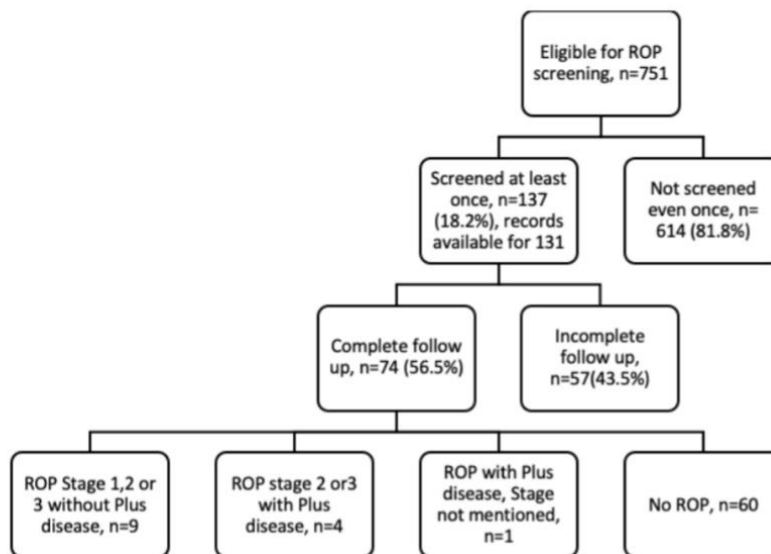 Eligible for ROP
screening, n=751
Screened at least
once, n=137
(18.2%), records
available for 131
Not screened
even once, n=
614 (81.8%)
Complete follow
up, n=74 (56.5%)
Incomplete
follow up,
n=57(43.5%)
ROP Stage 1,2 or
3 without Plus
disease, n=9
ROP stage 2 or3
with Plus
disease, n=4
ROP with Plus
disease, Stage
not mentioned,
n=1
No ROP, n=60